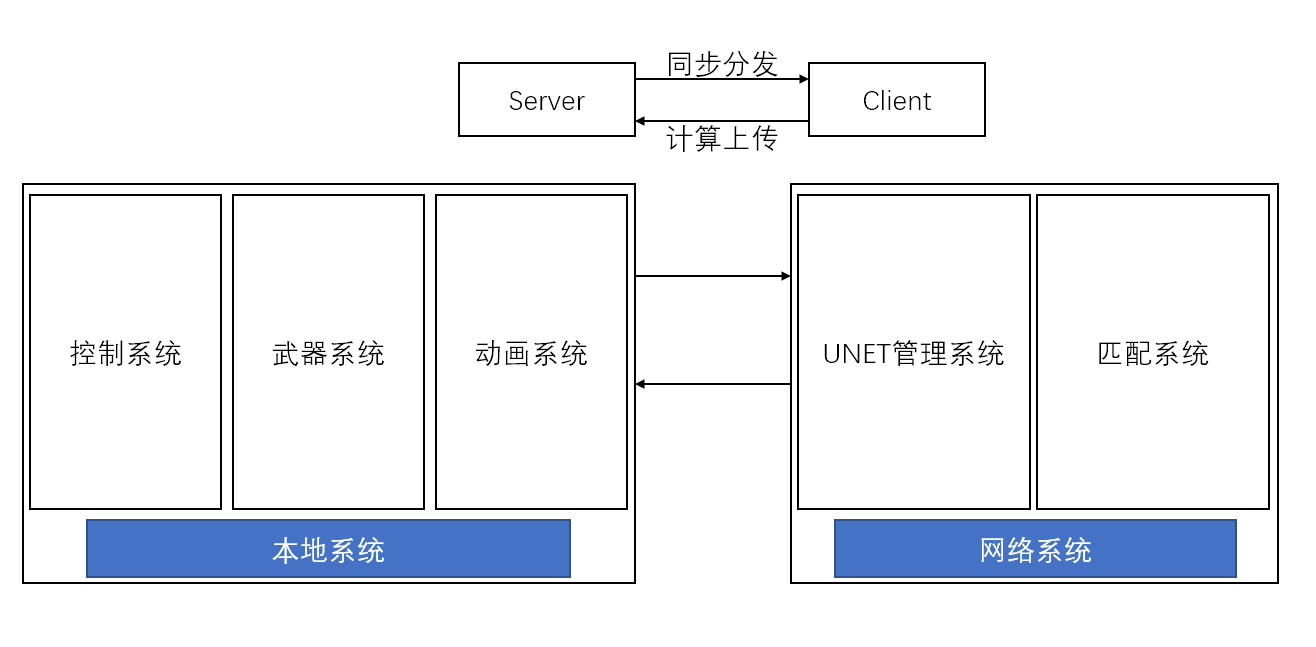 同步分发
Server
Client
计算上传
控制系统
武器系统
动画系统
UNET管理系统
匹配系统
本地系统
网络系统